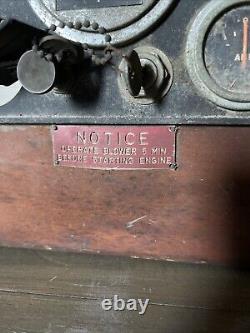 NOTICE
OPERATE BLOWER 5 MIN
BEFORE STARTING ENGINE